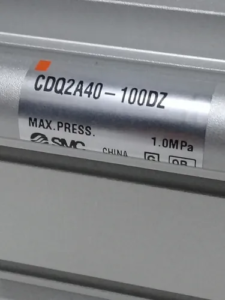 CDQ2A40-100DZ
MAX.PRESS. 1.0MPa
SMC CHINA